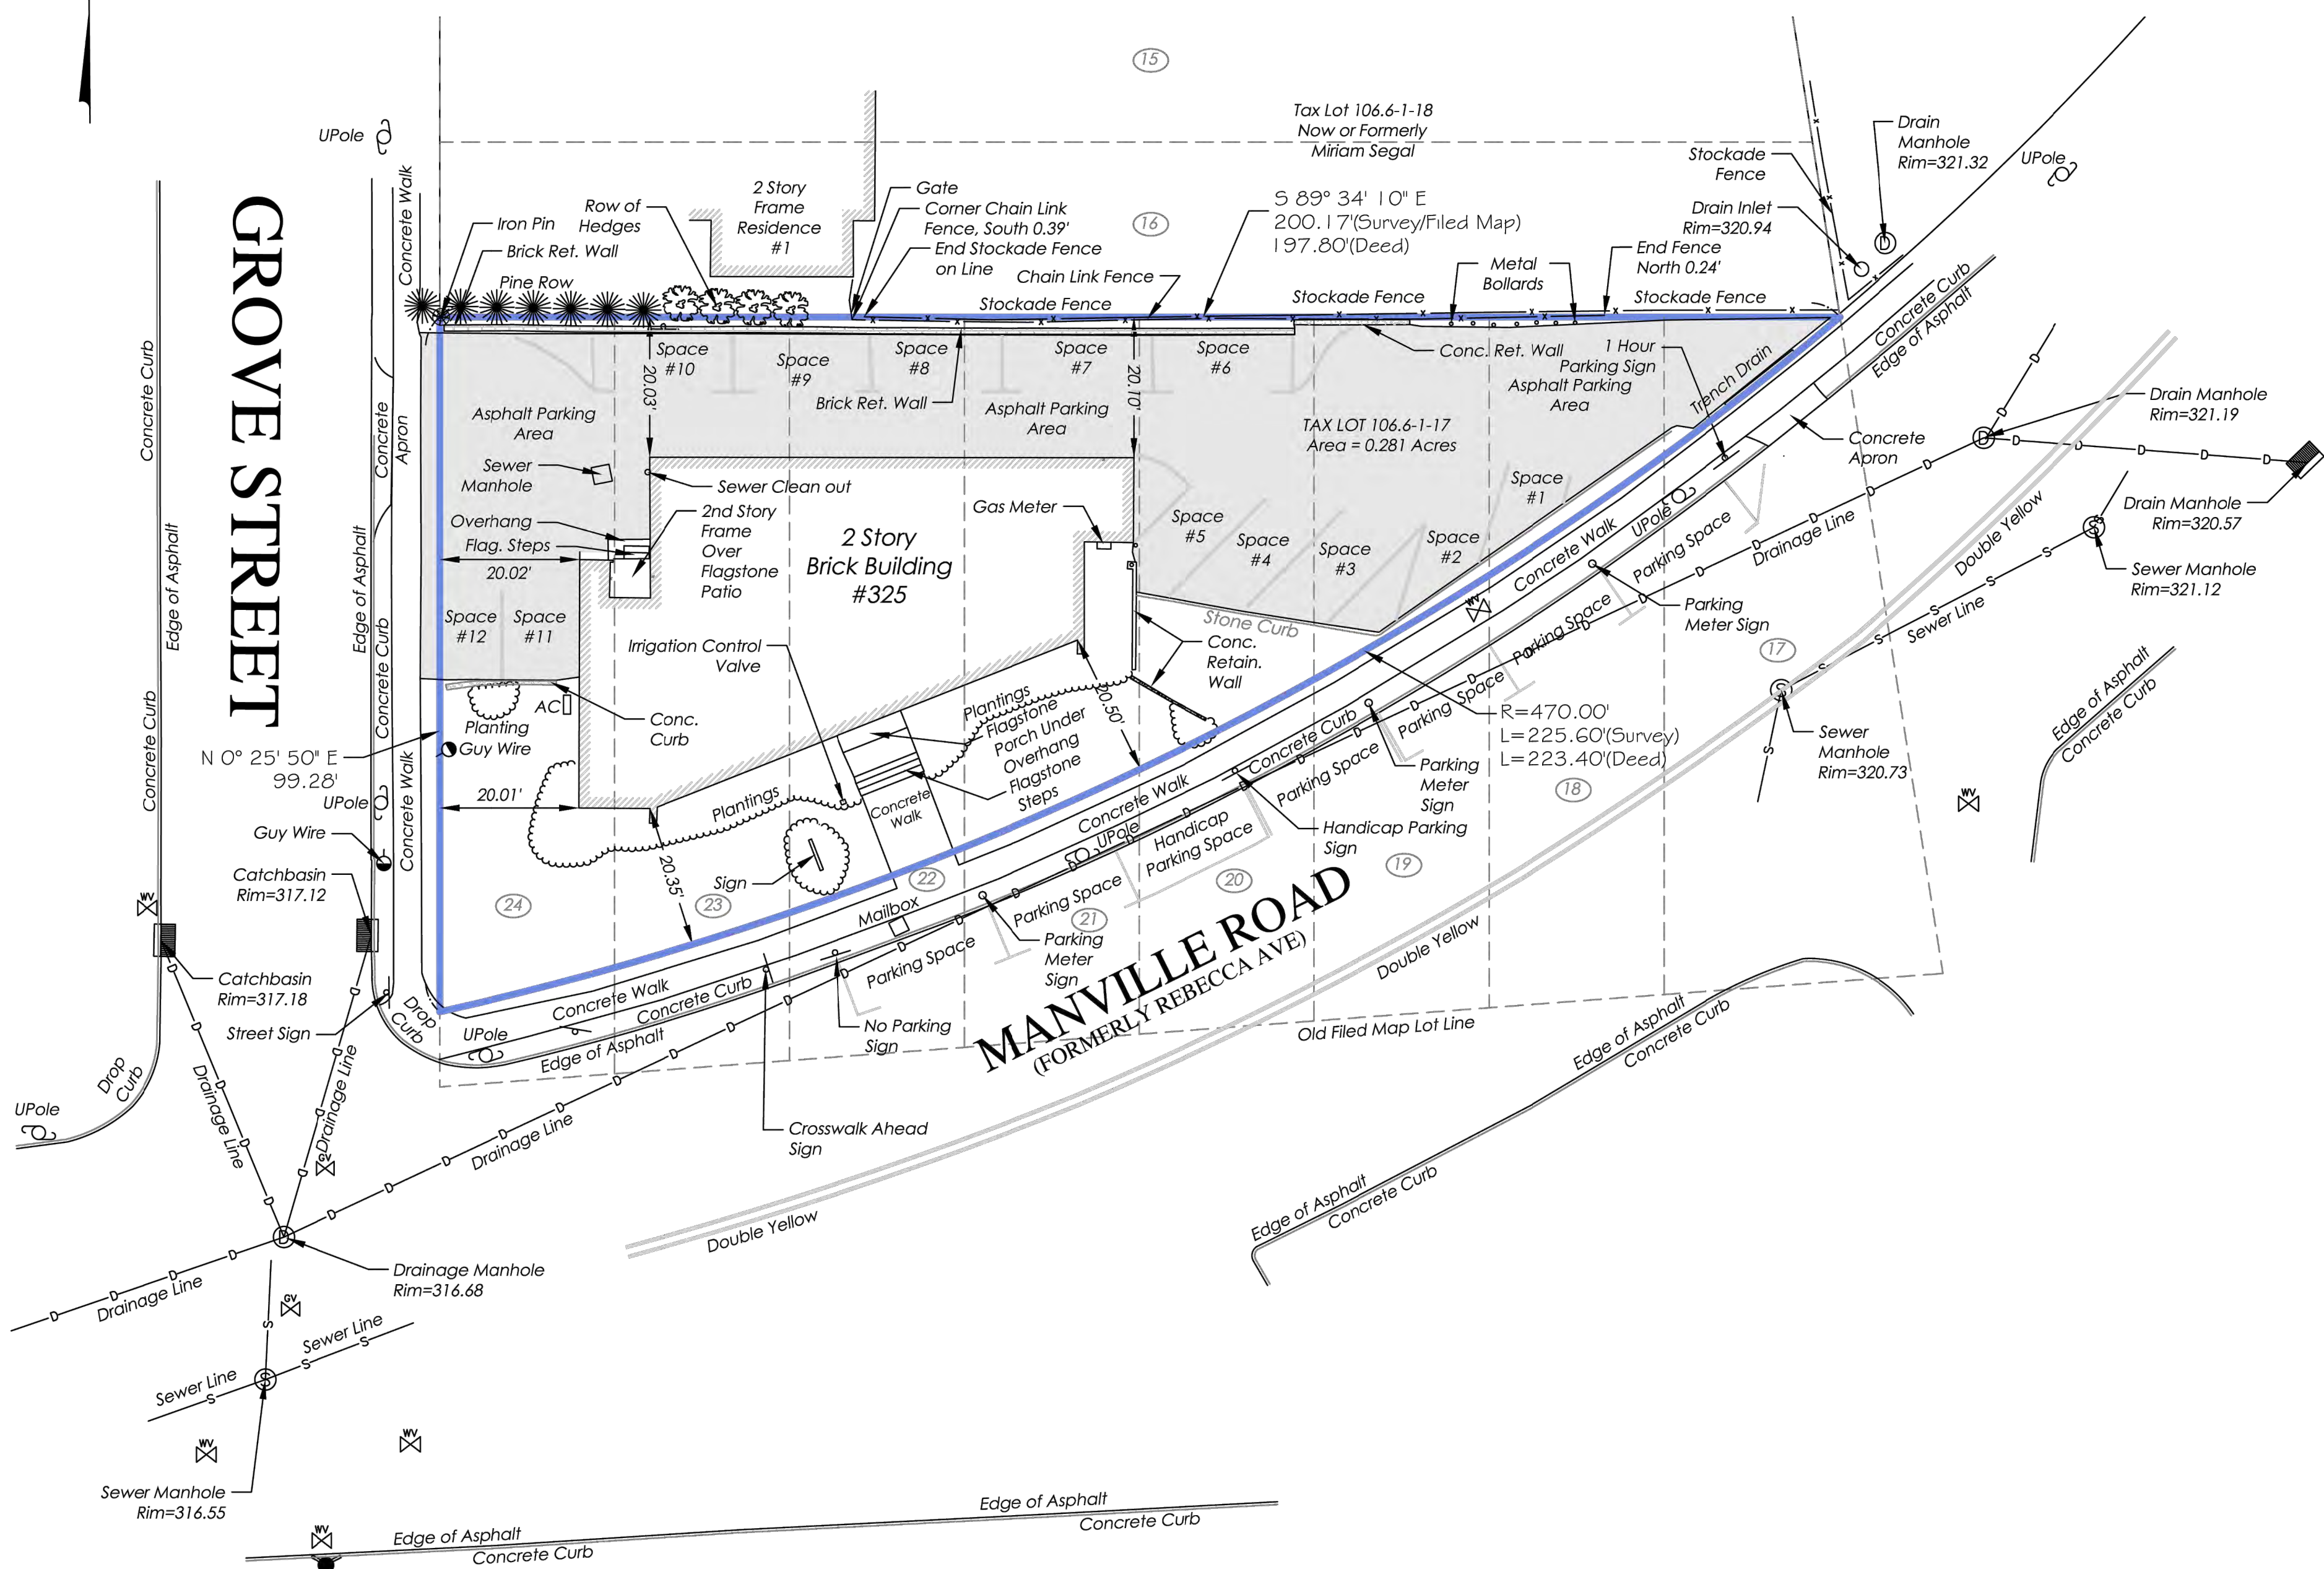 15
Tax Lot 106.6-1-18
Now or Formerly
Miriam Segal
Drain
Manhole
Rim=321.32
UPole
UPole
Stockade
Fence
Drain Inlet
Rim=320.94
GROVE STREET
Concrete Walk
Iron Pin
Row of
Hedges
Brick Ret. Wall
Pine Row
2 Story
Frame
Residence
#1
Gate
Corner Chain Link
Fence, South 0.39'
End Stockade Fence
on Line
Chain Link Fence
16
S 89° 34' 10" E
200.17'(Survey/Filed Map)
197.80'(Deed)
Metal
Bollards
End Fence
North 0.24'
Stockade Fence
Stockade Fence
Stockade Fence
Concrete Curb
Edge of Asphalt
Concrete Curb
Edge of Asphalt
Concrete
Apron
Space
#10
Space
#9
Space
#8
Space
#7
Space
#6
20.03'
20.10'
Brick Ret. Wall
Conc. Ret. Wall
1 Hour
Parking Sign
Asphalt Parking
Area
Trench Drain
Asphalt Parking
Area
Asphalt Parking
Area
TAX LOT 106.6-1-17
Area = 0.281 Acres
Drain Manhole
Rim=321.19
Concrete
Apron
D
D
D
D
D
D
Drain Manhole
Rim=320.57
Sewer
Manhole
Sewer Clean out
2nd Story
Frame
Over
Flagstone
Patio
Overhang
Flag. Steps
20.02'
Gas Meter
2 Story
Brick Building
#325
Space
#5
Space
#4
Space
#3
Space
#2
Space
#1
Concrete Walk
UPole
Parking Space
Drainage Line
Double Yellow
Sewer Manhole
Rim=321.12
Sewer Line
Edge of Asphalt
Edge of Asphalt
Concrete Curb
Space
#12
Space
#11
Irrigation Control
Valve
Stone Curb
Conc.
Retain.
Wall
WV
Parking
Meter Sign
Parking Space
17
Edge of Asphalt
Concrete Curb
Planting
AC
Conc.
Curb
Guy Wire
N 0° 25' 50" E
99.28'
UPole
20.01'
Guy Wire
Concrete Walk
Concrete Curb
Plantings
Flagstone
Porch Under
Overhang
Flagstone
Steps
20.50'
Plantings
Concrete
Walk
Concrete Curb
Parking Space
Parking Space
R=470.00'
L=225.60'(Survey)
L=223.40'(Deed)
Sewer
Manhole
Rim=320.73
S
WV
Parking
Meter
Sign
18
Concrete Walk
UPole
Handicap
Parking Space
Handicap Parking
Sign
19
20
Catchbasin
Rim=317.12
WV
20.35'
Sign
22
23
24
Mailbox
21
Parking Space
Parking
Meter
Sign
MANVILLE ROAD
(FORMERLY REBECCA AVE)
Double Yellow
Catchbasin
Rim=317.18
Street Sign
Drop
Curb
Concrete Walk
Concrete Curb
Parking Space
No Parking
Sign
UPole
Edge of Asphalt
Old Filed Map Lot Line
Edge of Asphalt
Concrete Curb
Drop
Curb
UPole
Drainage Line
Drainage Line
GV
Drainage Line
Crosswalk Ahead
Sign
Double Yellow
Edge of Asphalt
Concrete Curb
Drainage Manhole
Rim=316.68
Drainage Line
GV
Sewer Line
Sewer Line
S
WV
WV
Sewer Manhole
Rim=316.55
WV
Edge of Asphalt
Concrete Curb
Edge of Asphalt
Concrete Curb